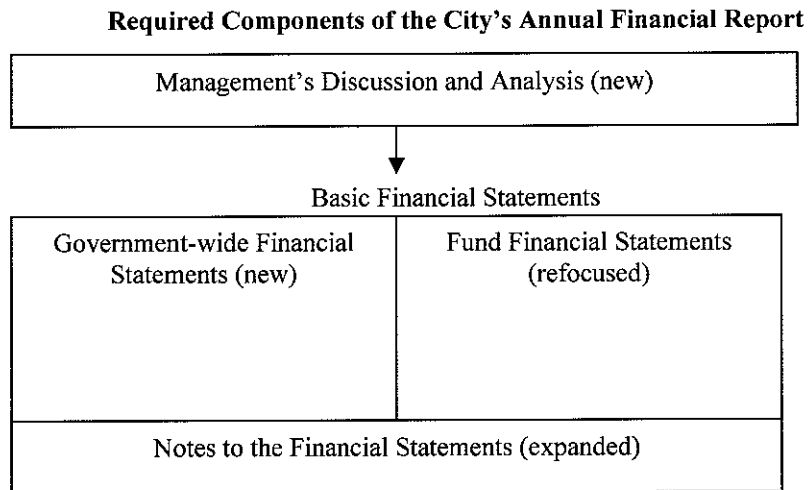 Required Components of the City's Annual Financial Report
Management's Discussion and Analysis (new)
Basic Financial Statements
Government-wide Financial
Statements (new)
Fund Financial Statements
(refocused)
Notes to the Financial Statements (expanded)